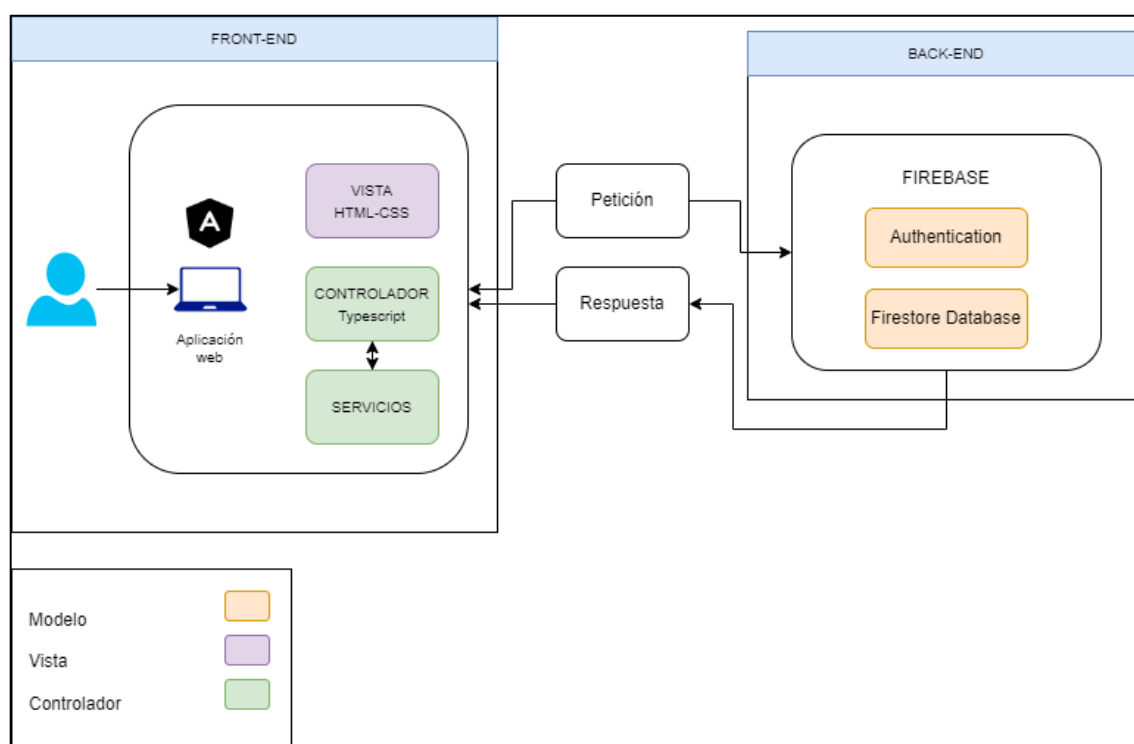 FRONT-END
BACK-END
VISTA
HTML-CSS
Petición
FIREBASE
Authentication
A
CONTROLADOR
Typescript
Respuesta
Firestore Database
Aplicación
web
SERVICIOS
Modelo
Vista
Controlador